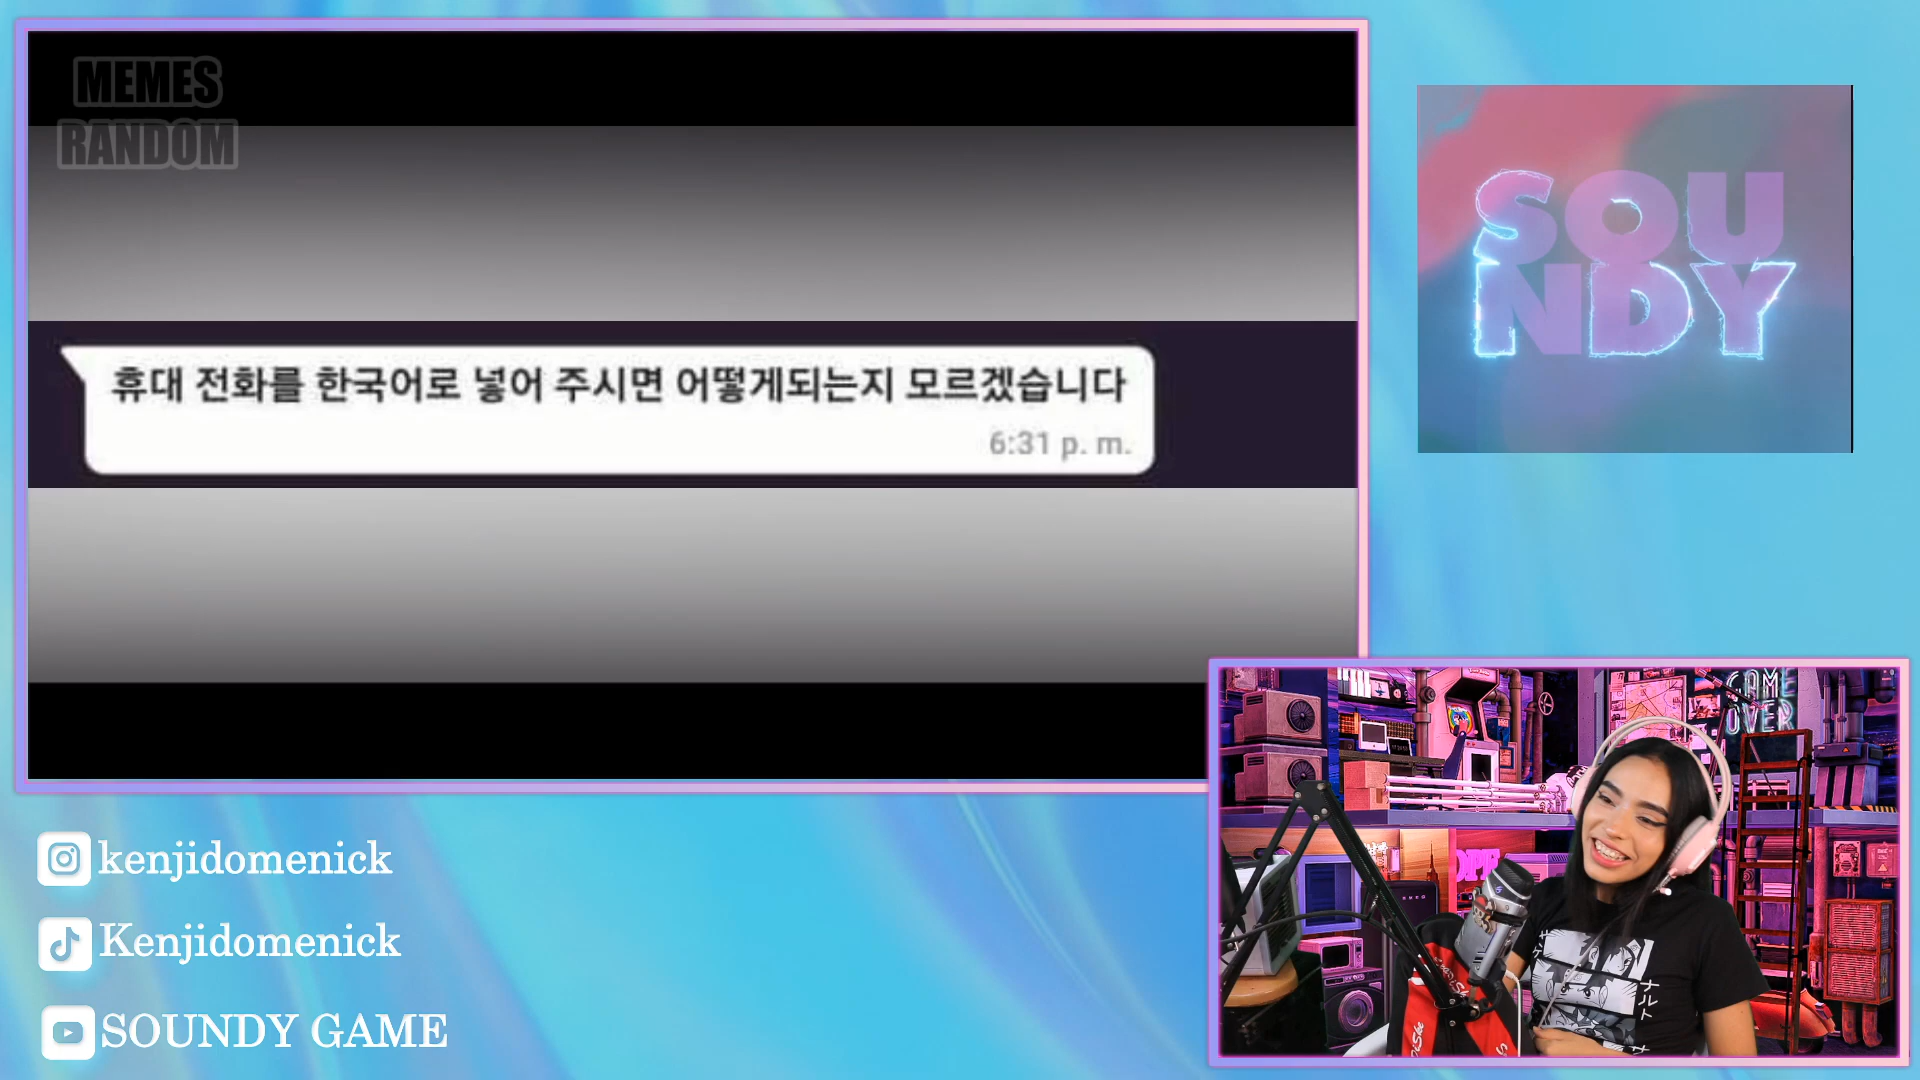 MEMES
RANDOM
휴대 전화를 한국어로 넣어 주시면 어떻게되는지 모르겠습니다
6:31 p. m.
SOU
NDY
GAME
OVER
kenjidomenick
Kenjidomenick
SOUNDY GAME